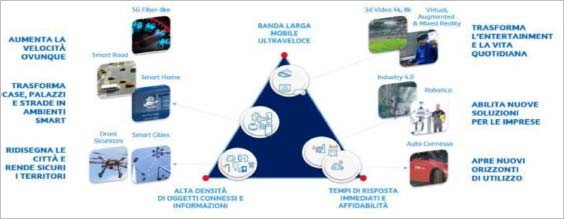 5G Fiber-like
AUMENTA LA
VELOCITÀ
OVUNQUE
Smart Road
Smart Home
TRASFORMA
CASE, PALAZZI
E STRADE IN
AMBIENTI
SMART
Droni
Sicurezza
Smart Cities
RIDISEGNA LE
CITTÀ E
RENDE SICURI
I TERRITORI
BANDA LARGA
MOBILE
ULTRAVELOCE
ALTA DENSITÀ
DI OGGETTI CONNESSI E
INFORMAZIONI
TEMPI DI RISPOSTA
IMMEDIATI E
AFFIDABILITÀ
3d Video 4k, 8k
Virtual,
Augmented
& Mixed Reality
TRASFORMA
L'ENTERTAINMENT
E LA VITA
QUOTIDIANA
Industry 4.0
Robotica
ABILITA NUOVE
SOLUZIONI
PER LE IMPRESE
Auto Connesse
APRE NUOVI
ORIZZONTI
DI UTILIZZO